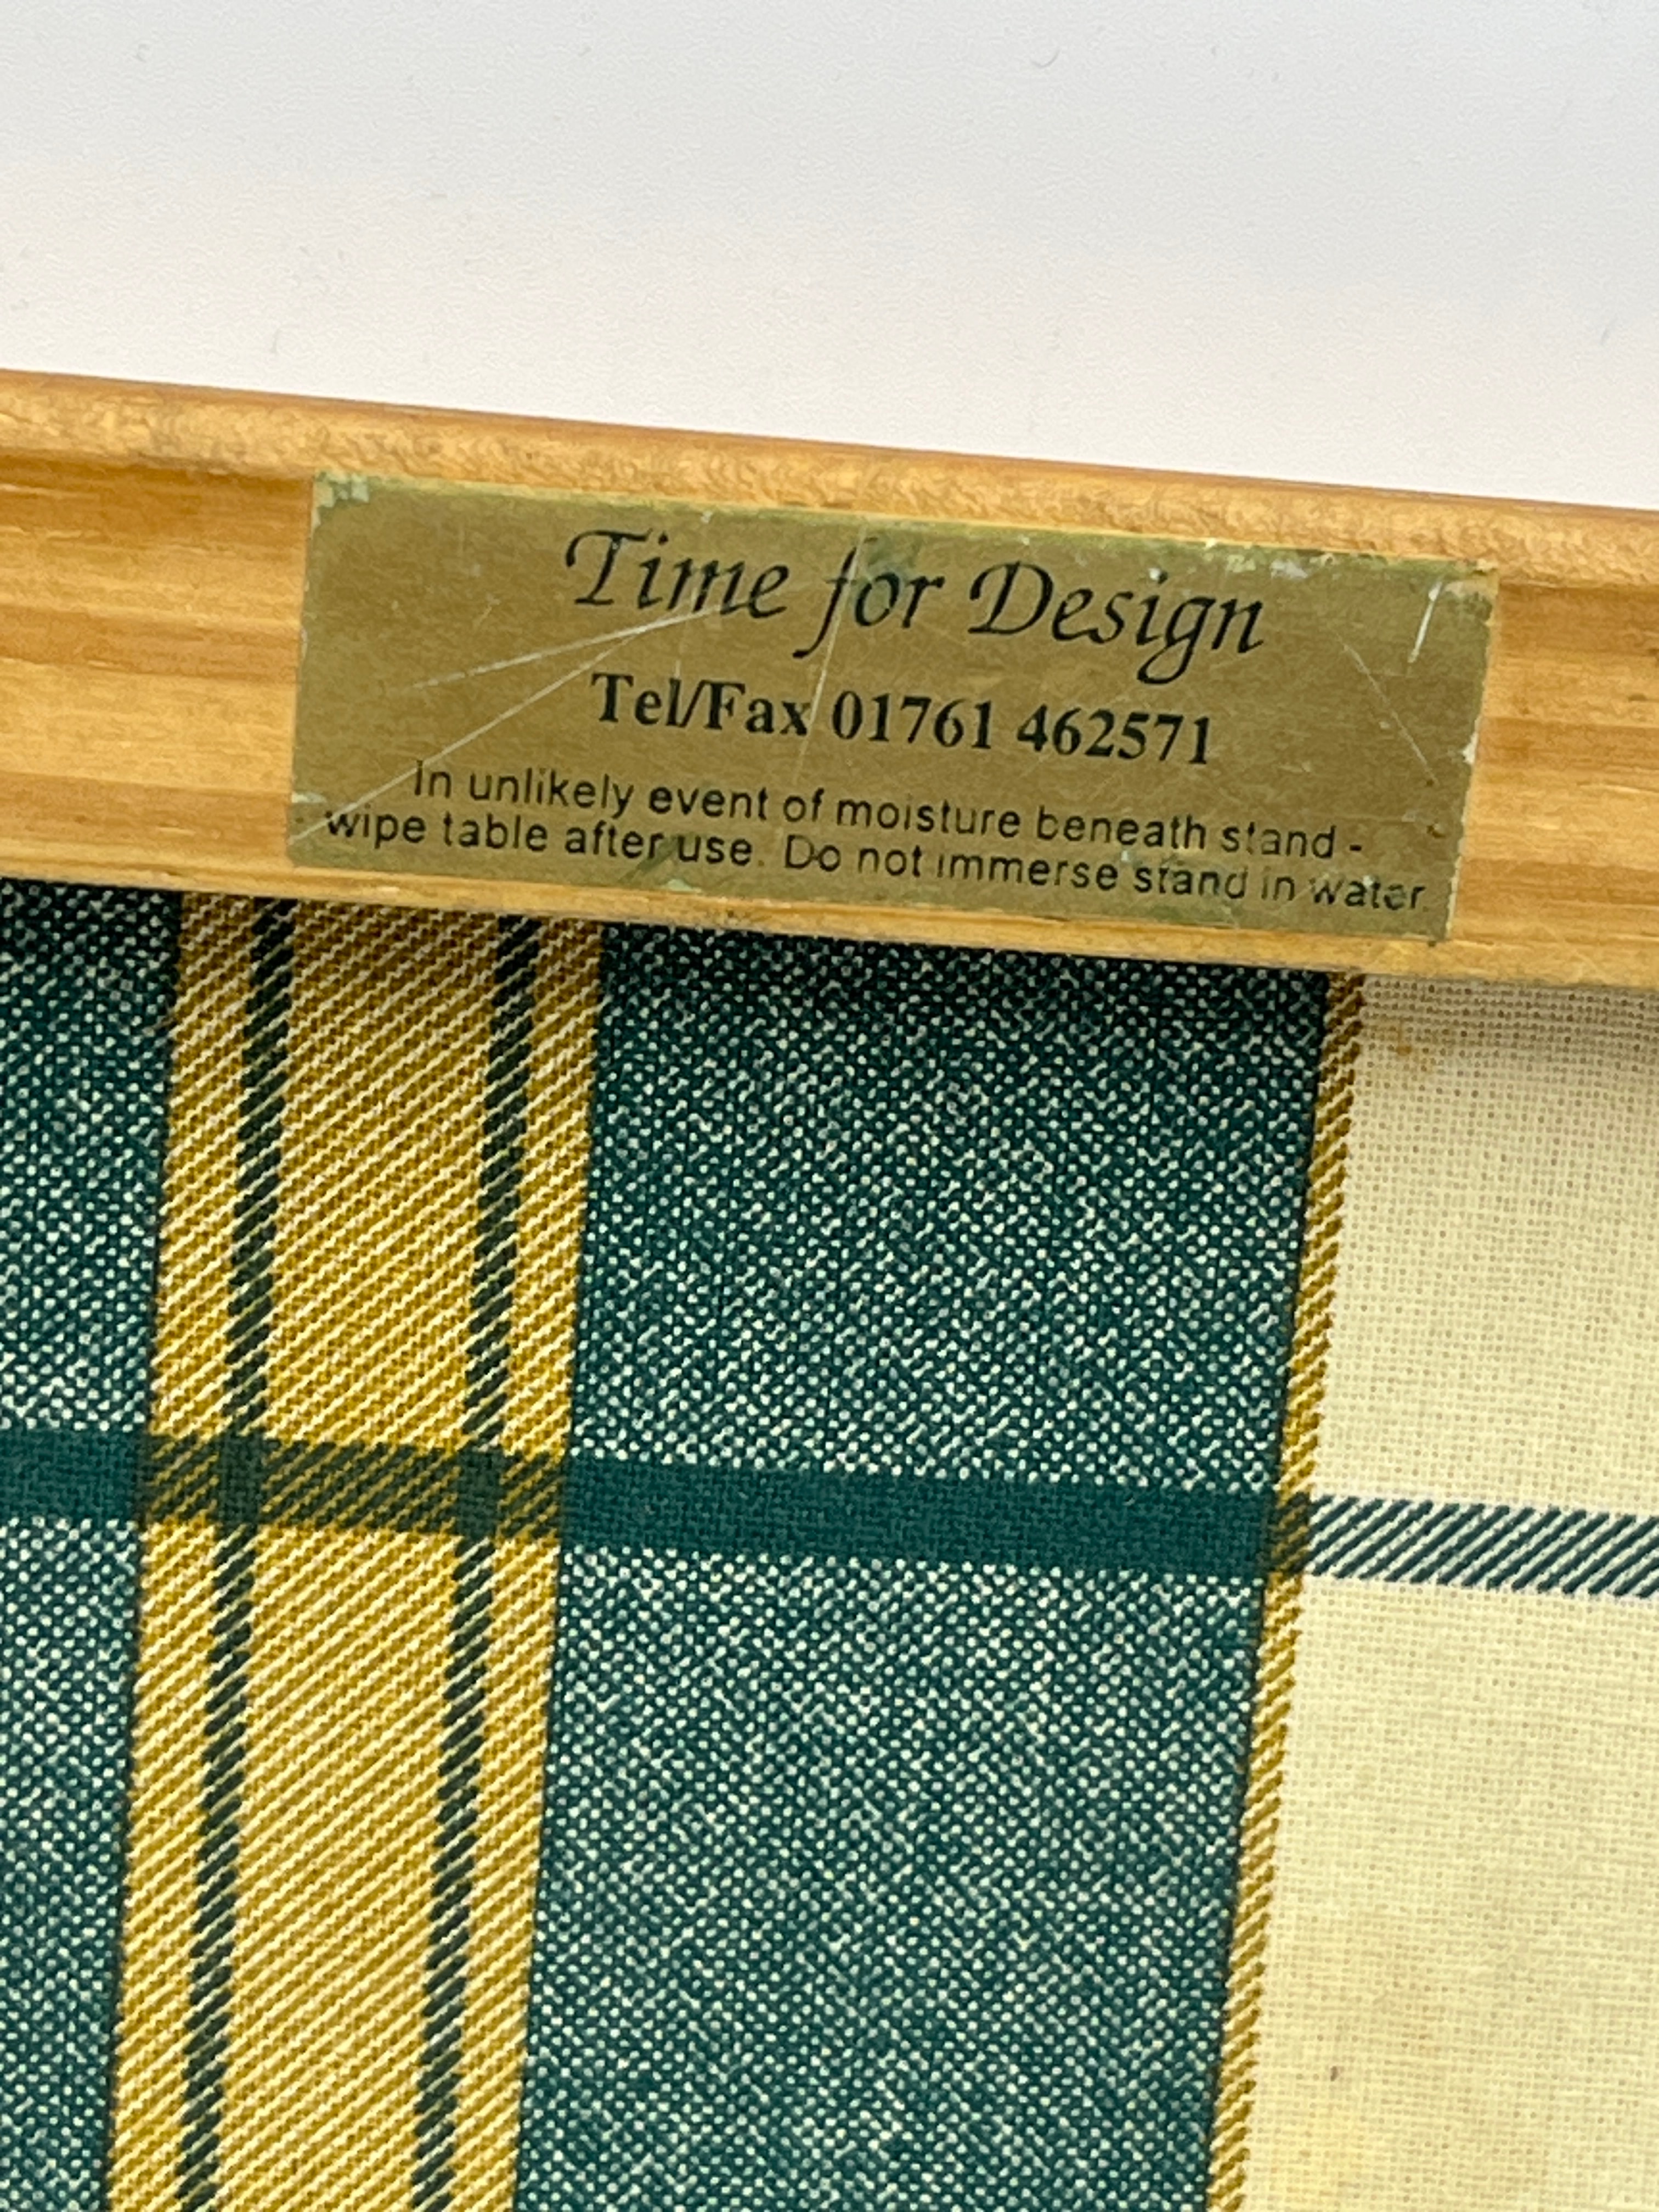 Time for Design
Tel/Fax 01761 462571
In unlikely event of moisture beneath stand -
wipe table after use. Do not immerse stand in water.